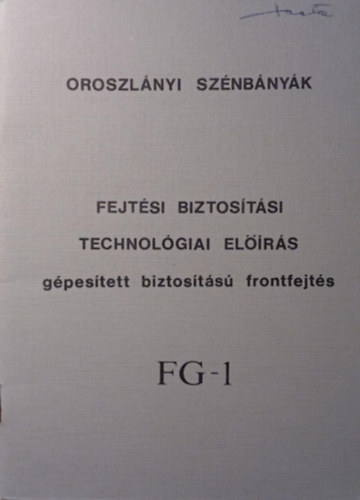 OROSZLÁNYI SZÉNBÁNYÁK
FEJTÉSI BIZTOSÍTÁSI
TECHNOLÓGIAI ELŐÍRÁS
gépesített biztosítású frontfejtés
FG-1